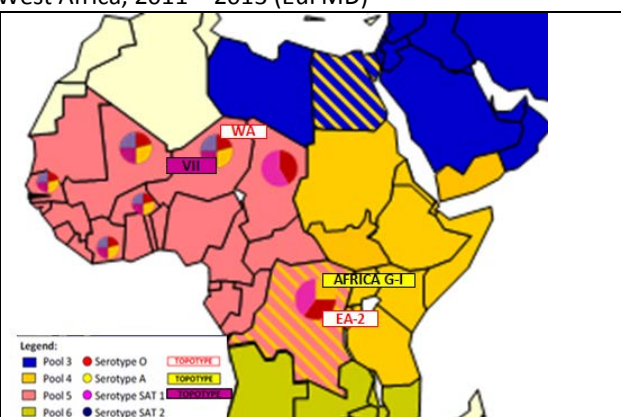 West Africa, 2011 – 2013 (EuFMD)
WA
VII
AFRICA G-I
EA-2
Legend:
Pool 3 Serotype O TOPOTYPE
Pool 4 Serotype A TOPOTYPE
Pool 5 Serotype SAT 1 TOPOTYPE
Pool 6 Serotype SAT 2